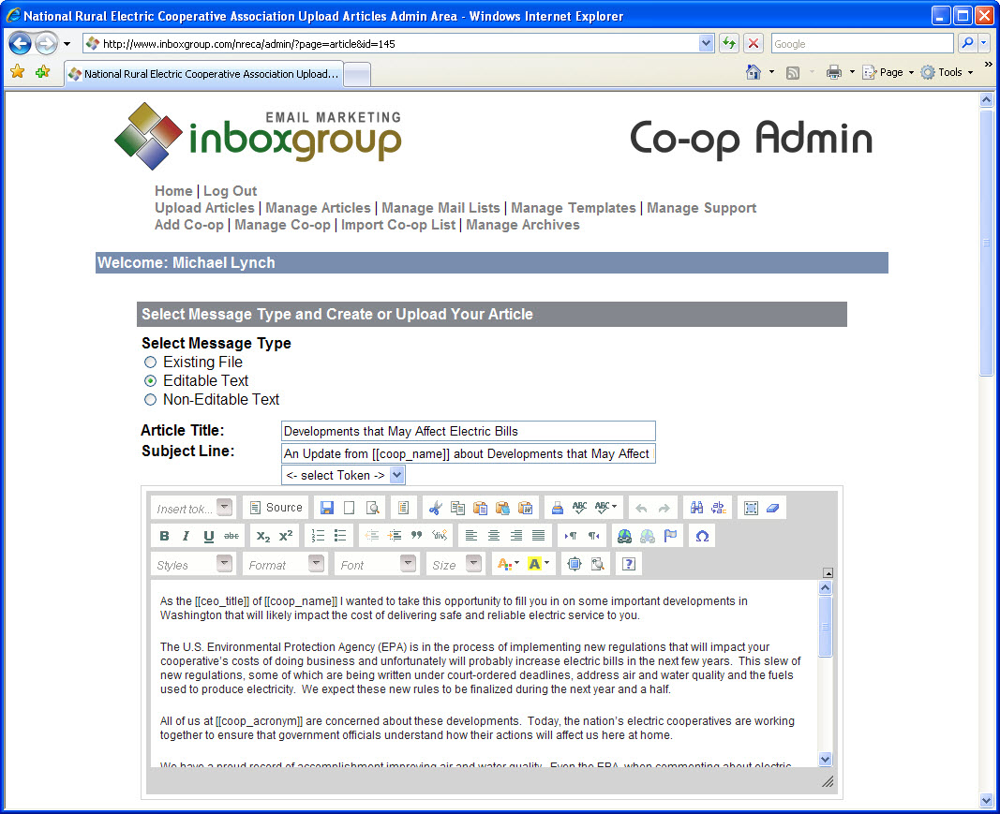 National Rural Electric Cooperative Association Upload Articles Admin Area - Windows Internet Explorer
http://www.inboxgroup.com/nreca/admin/?page=article&id=145
Google
National Rural Electric Cooperative Association Upload...
Page
Tools
EMAIL MARKETING
inboxgroup
Co-op Admin
Home | Log Out
Upload Articles | Manage Articles | Manage Mail Lists | Manage Templates | Manage Support
Add Co-op | Manage Co-op | Import Co-op List | Manage Archives
Welcome: Michael Lynch
Select Message Type and Create or Upload Your Article
Select Message Type
Existing File
Editable Text
Non-Editable Text
Article Title:
Developments that May Affect Electric Bills
Subject Line:
An Update from [[coop_name]] about Developments that May Affect
<- select Token ->
Insert tok...
Source
ABC
ABC
B I U abc X2 X2
Styles
Format
Font
Size
A
A
As the [[ceo_title]] of [[coop_name]] I wanted to take this opportunity to fill you in on some important developments in
Washington that will likely impact the cost of delivering safe and reliable electric service to you.
The U.S. Environmental Protection Agency (EPA) is in the process of implementing new regulations that will impact your
cooperative's costs of doing business and unfortunately will probably increase electric bills in the next few years. This slew of
new regulations, some of which are being written under court-ordered deadlines, address air and water quality and the fuels
used to produce electricity. We expect these new rules to be finalized during the next year and a half.
All of us at [[coop_acronym]] are concerned about these developments. Today, the nation's electric cooperatives are working
together to ensure that government officials understand how their actions will affect us here at home.
We have a proud record of accomplishment improving air and water quality. Even the EPA, when commenting about electric